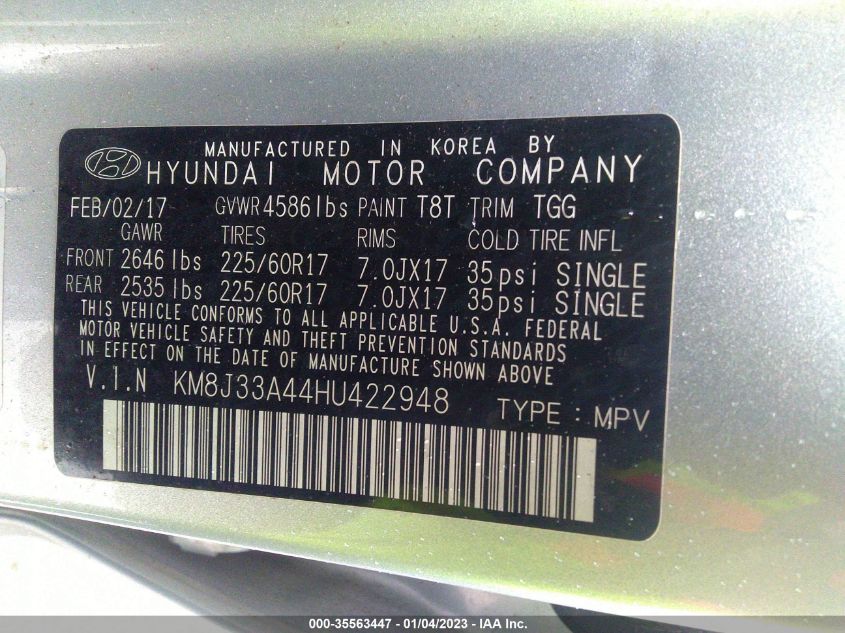 MANUFACTURED IN KOREA BY
HYUNDAI MOTOR COMPANY
FEB/02/17 GVWR 4586 lbs PAINT T8T TRIM TGG
GAWR TIRES RIMS COLD TIRE INFL
FRONT 2646 lbs 225/60R17 7.0JX17 35psi SINGLE
REAR 2535 lbs 225/60R17 7.0JX17 35psi SINGLE
THIS VEHICLE CONFORMS TO ALL APPLICABLE U.S.A. FEDERAL
MOTOR VEHICLE SAFETY AND THEFT PREVENTION STANDARDS
IN EFFECT ON THE DATE OF MANUFACTURE SHOWN ABOVE
V.I.N KM8J33A44HU422948 TYPE : MPV
000-35563447 - 01/04/2023 - © IAA Inc.